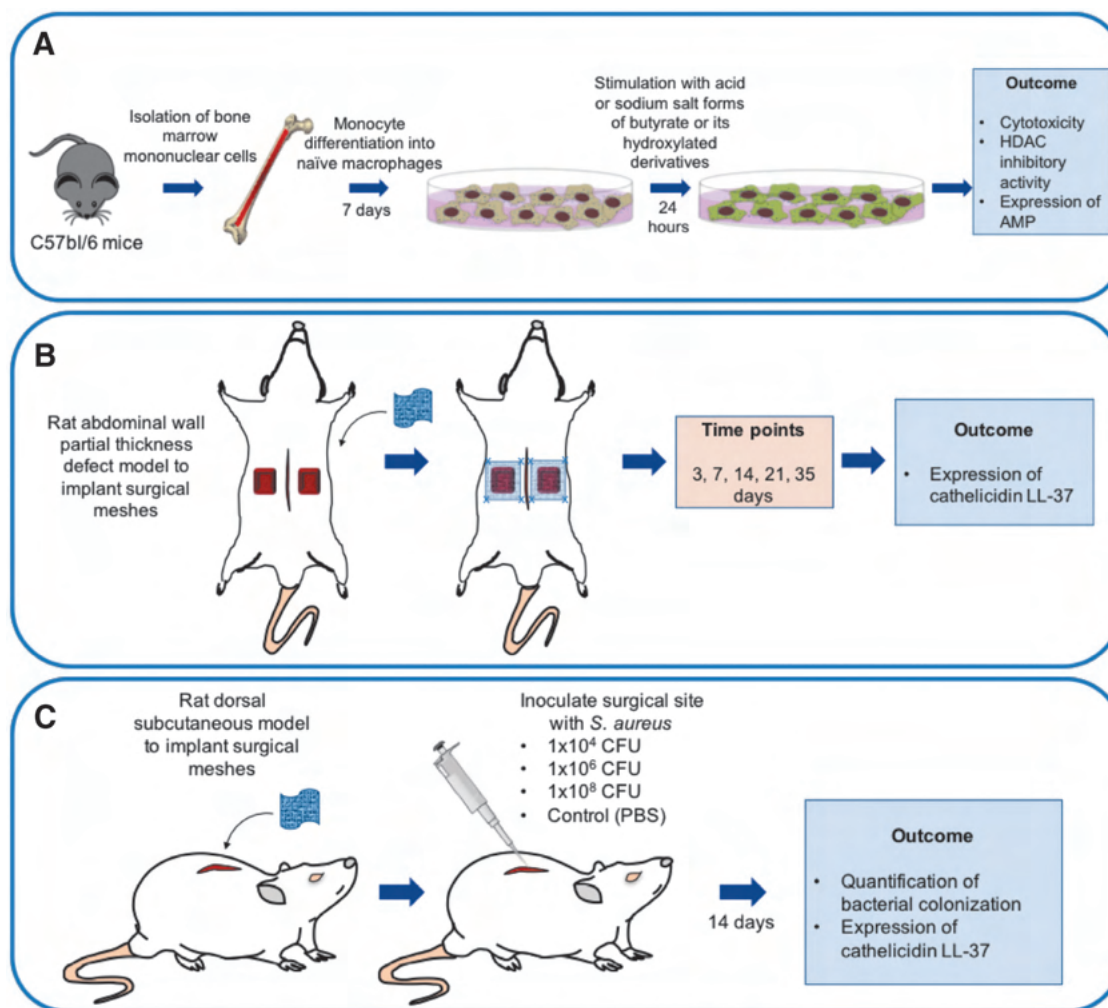 A
Isolation of bone
marrow
mononuclear cells
C57bl/6 mice
Monocyte
differentiation into
naïve macrophages
7 days
Stimulation with acid
or sodium salt forms
of butyrate or its
hydroxylated
derivatives
24
hours
Outcome
• Cytotoxicity
• HDAC
inhibitory
activity
• Expression of
AMP
B
Rat abdominal wall
partial thickness
defect model to
implant surgical
meshes
Time points
3, 7, 14, 21, 35
days
Outcome
• Expression of
cathelicidin LL-37
C
Rat dorsal
subcutaneous model
to implant surgical
meshes
Inoculate surgical site
with S. aureus
• 1x10⁴ CFU
• 1x10⁶ CFU
• 1x10⁸ CFU
• Control (PBS)
14 days
Outcome
• Quantification of
bacterial colonization
• Expression of
cathelicidin LL-37